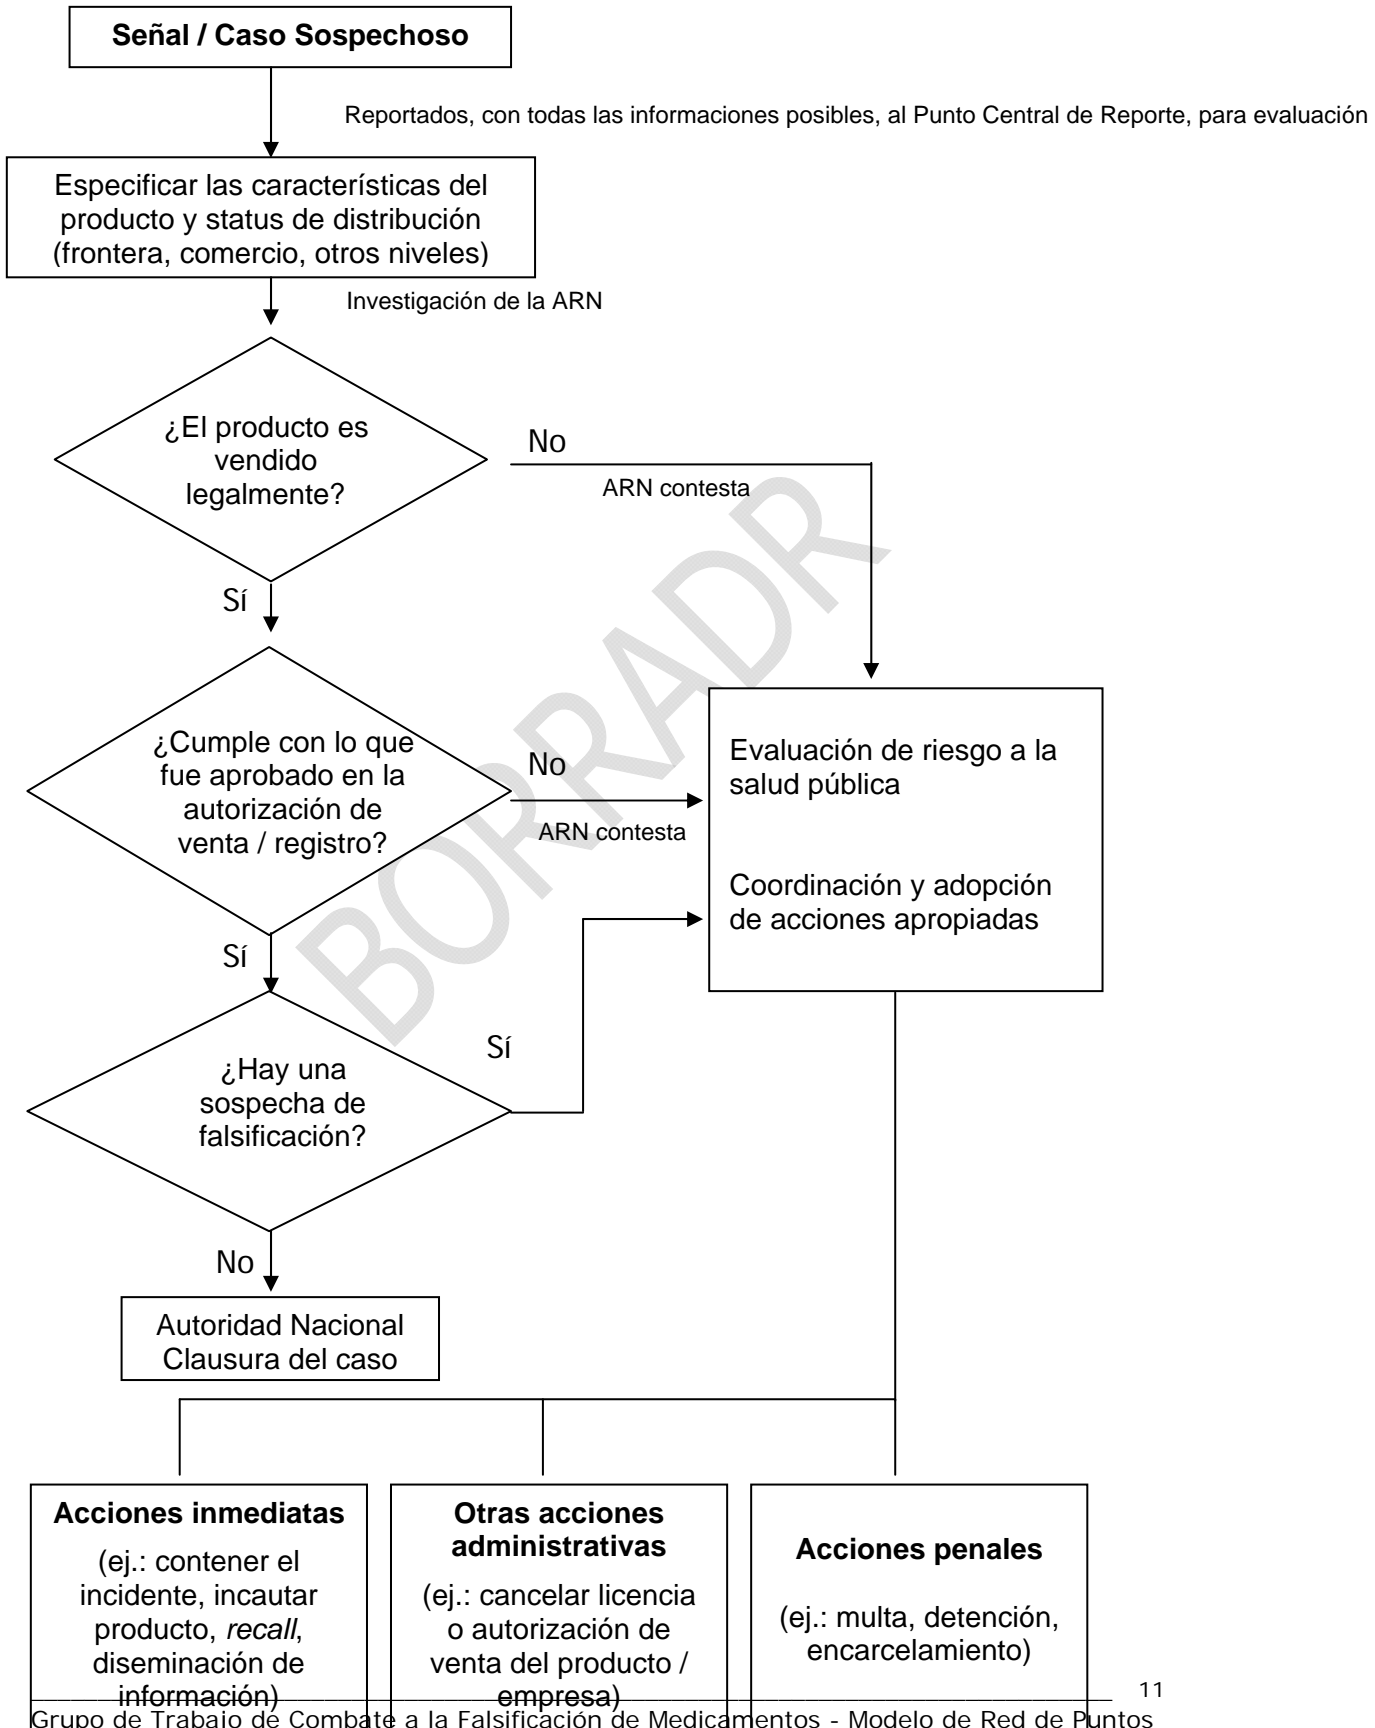 Señal / Caso Sospechoso
Reportados, con todas las informaciones posibles, al Punto Central de Reporte, para evaluación
Especificar las características del
producto y status de distribución
(frontera, comercio, otros niveles)
Investigación de la ARN
¿El producto es
vendido
legalmente?
No
ARN contesta
Sí
¿Cumple con lo que
fue aprobado en la
autorización de
venta / registro?
No
ARN contesta
Evaluación de riesgo a la
salud pública
Coordinación y adopción
de acciones apropiadas
Sí
¿Hay una
sospecha de
falsificación?
Sí
No
Autoridad Nacional
Clausura del caso
BORRADR
Acciones inmediatas
(ej.: contener el
incidente, incautar
producto, recall,
diseminación de
información)
Otras acciones
administrativas
(ej.: cancelar licencia
o autorización de
venta del producto /
empresa)
Acciones penales
(ej.: multa, detención,
encarcelamiento)
11
Grupo de Trabajo de Combate a la Falsificación de Medicamentos - Modelo de Red de Puntos